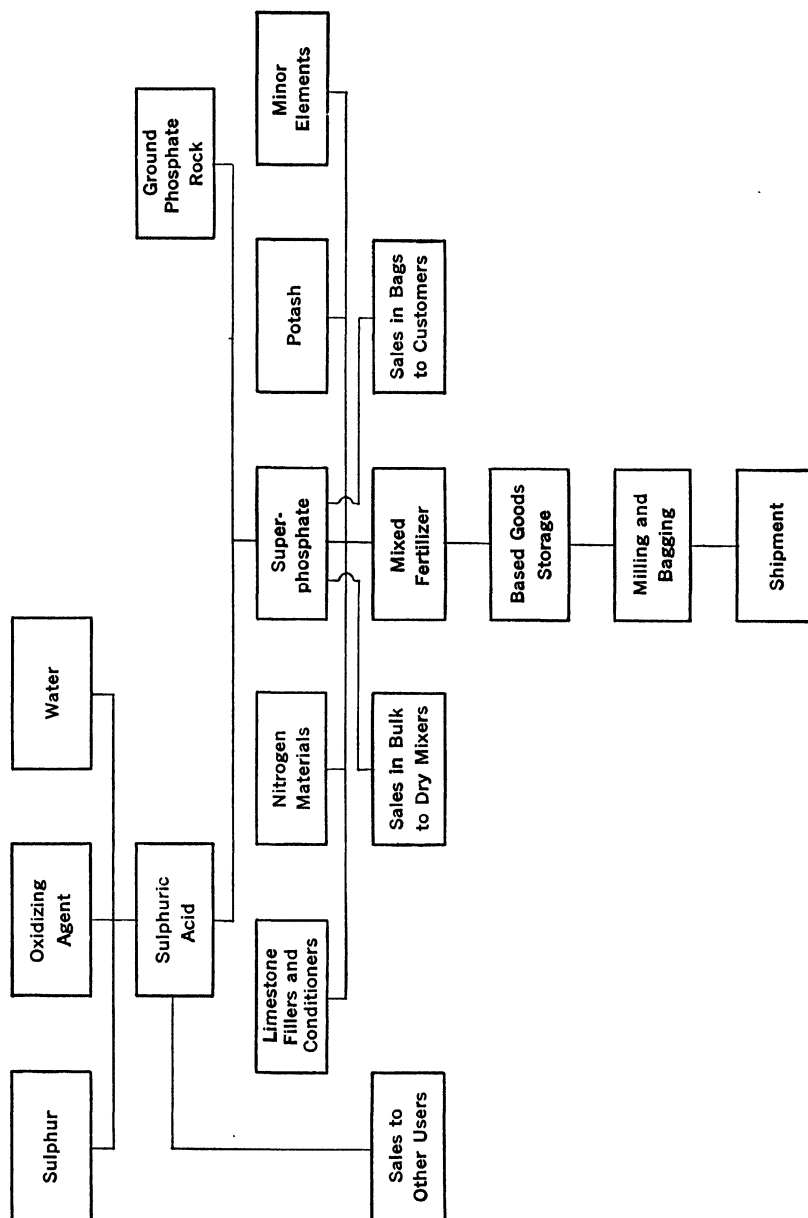 Sulphur
Oxidizing
Agent
Water
Sulphuric
Acid
Ground
Phosphate
Rock
Limestone
Fillers and
Conditioners
Nitrogen
Materials
Super-
phosphate
Potash
Minor
Elements
Sales to
Other Users
Sales in Bulk
to Dry Mixers
Mixed
Fertilizer
Sales in Bags
to Customers
Based Goods
Storage
Milling and
Bagging
Shipment